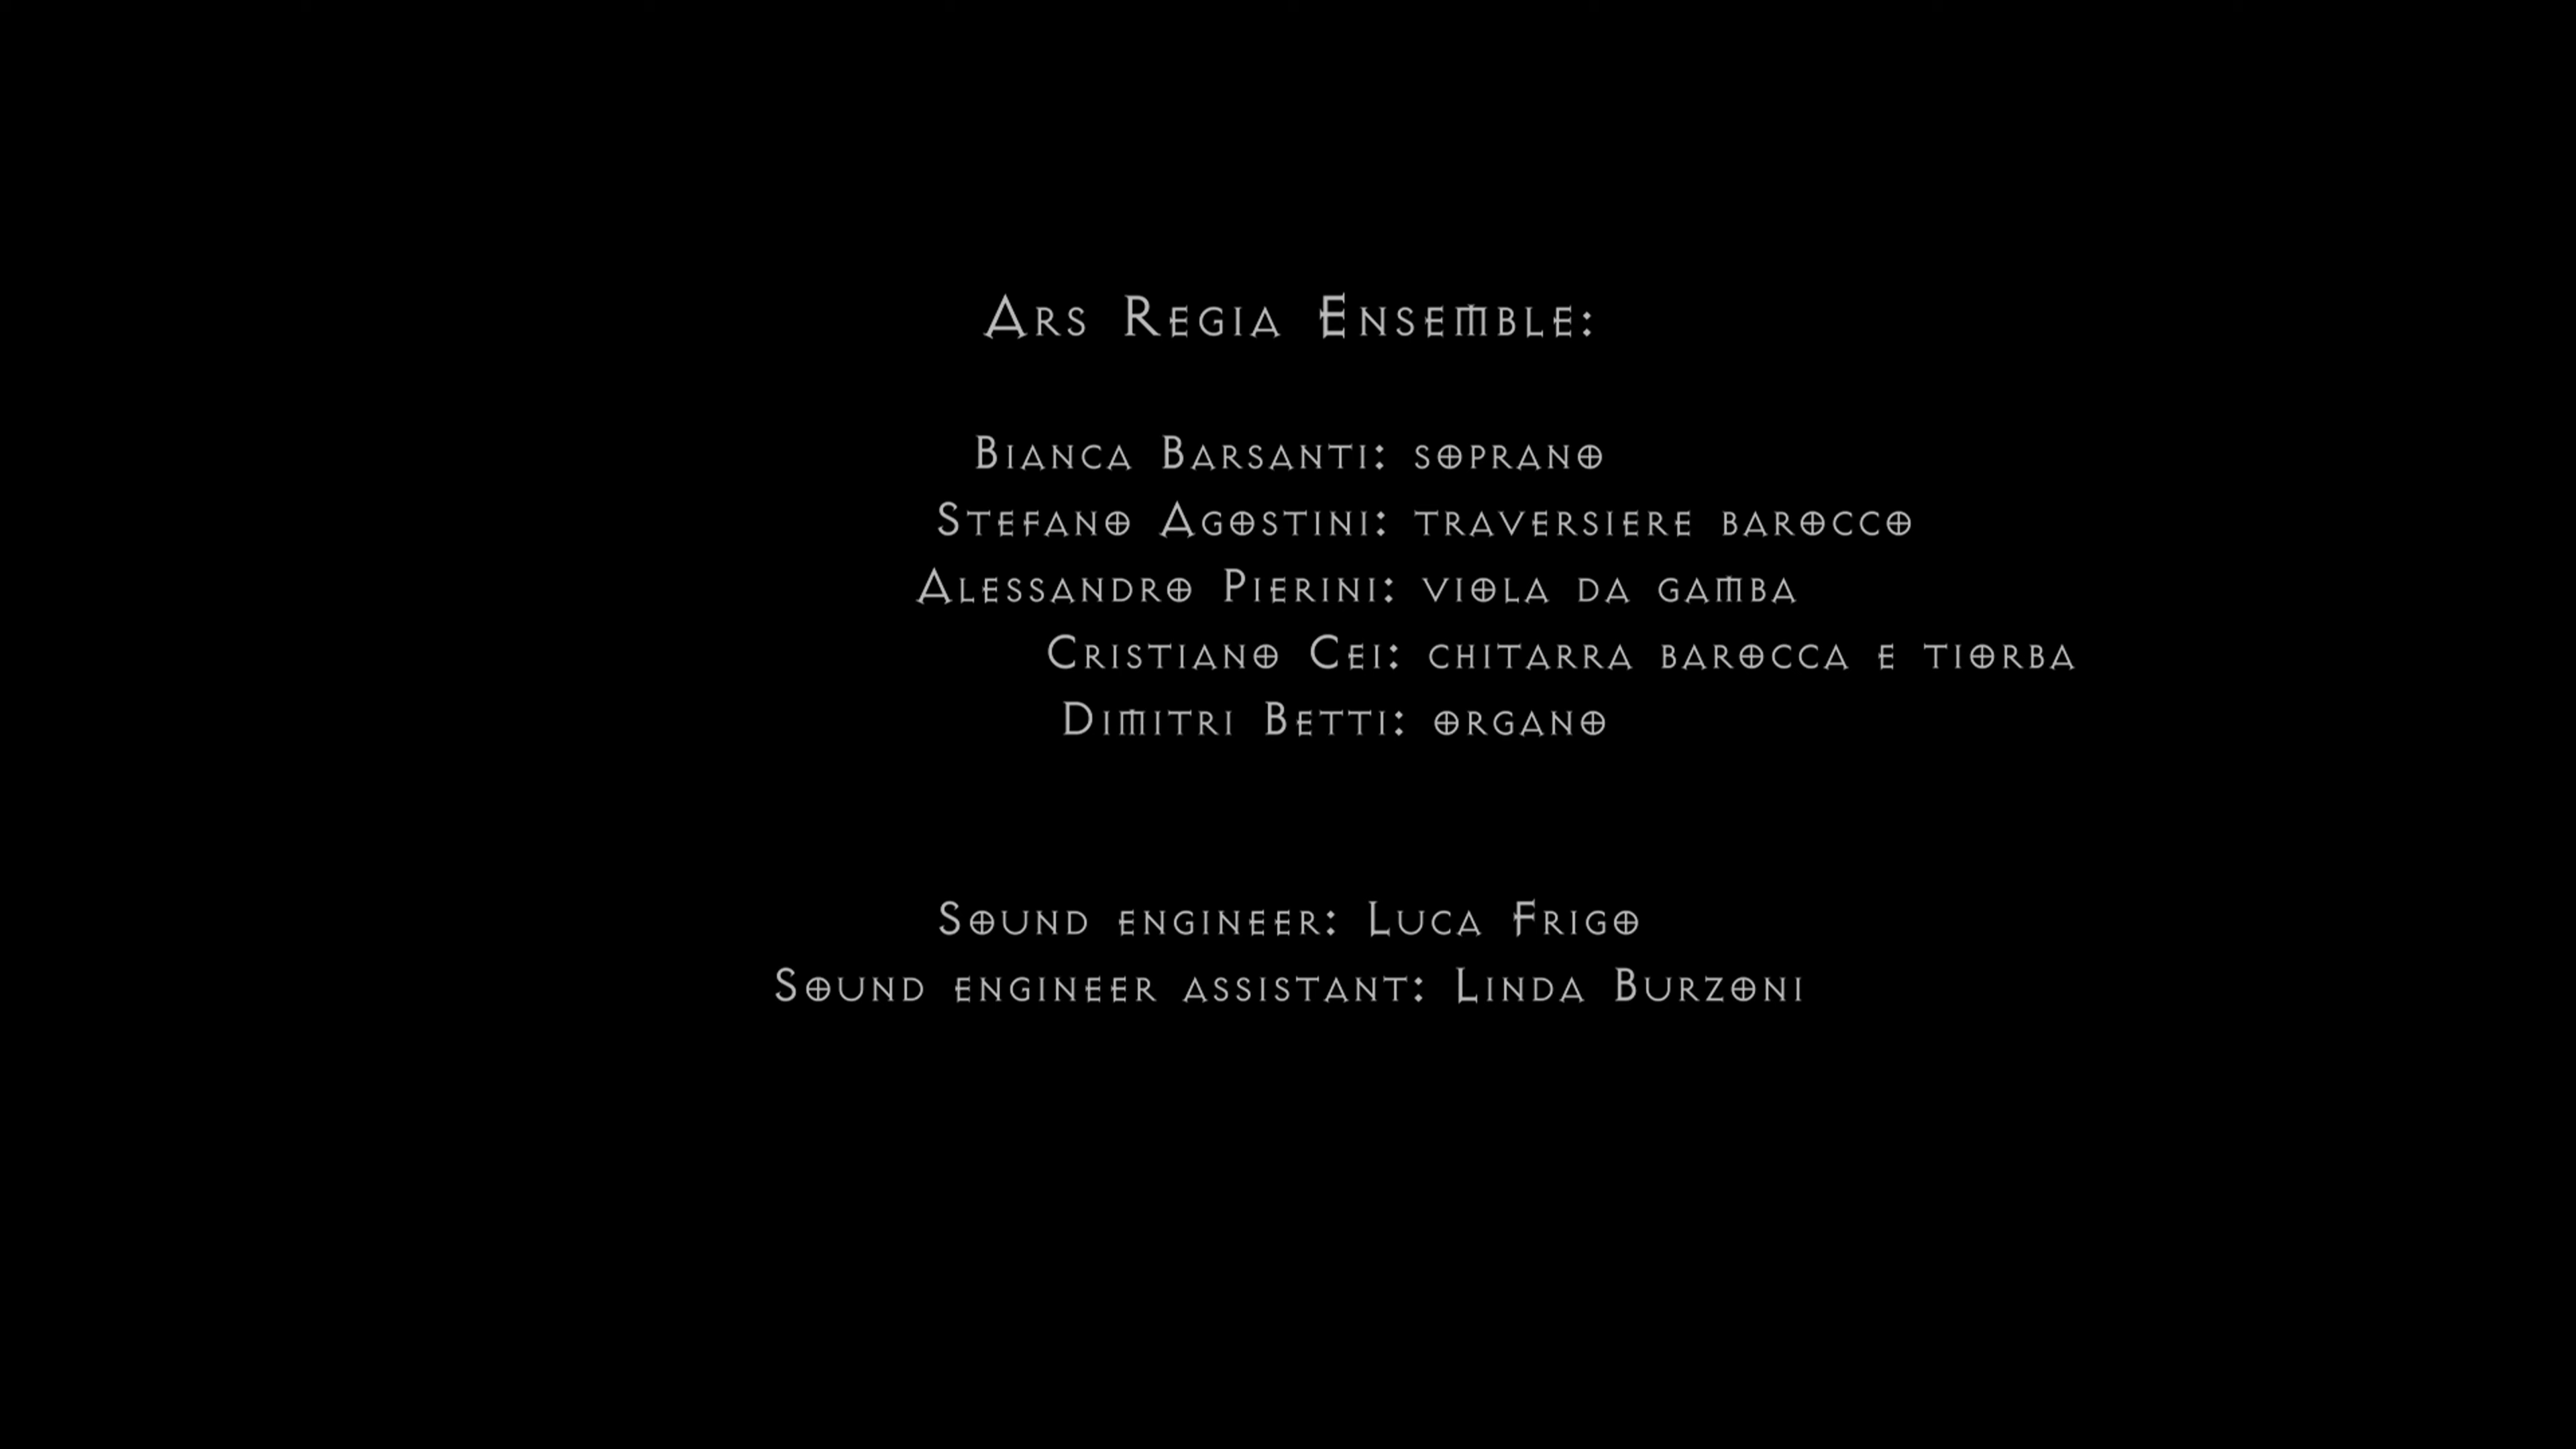 Ars Regia Ensemble:
Bianca Barsanti: soprano
Stefano Agostini: traversiere barocco
Alessandro Pierini: viola da gamba
Cristiano Cei: chitarra barocca e tiorba
Dimitri Betti: organo
Sound engineer: Luca Frigo
Sound engineer assistant: Linda Burzoni